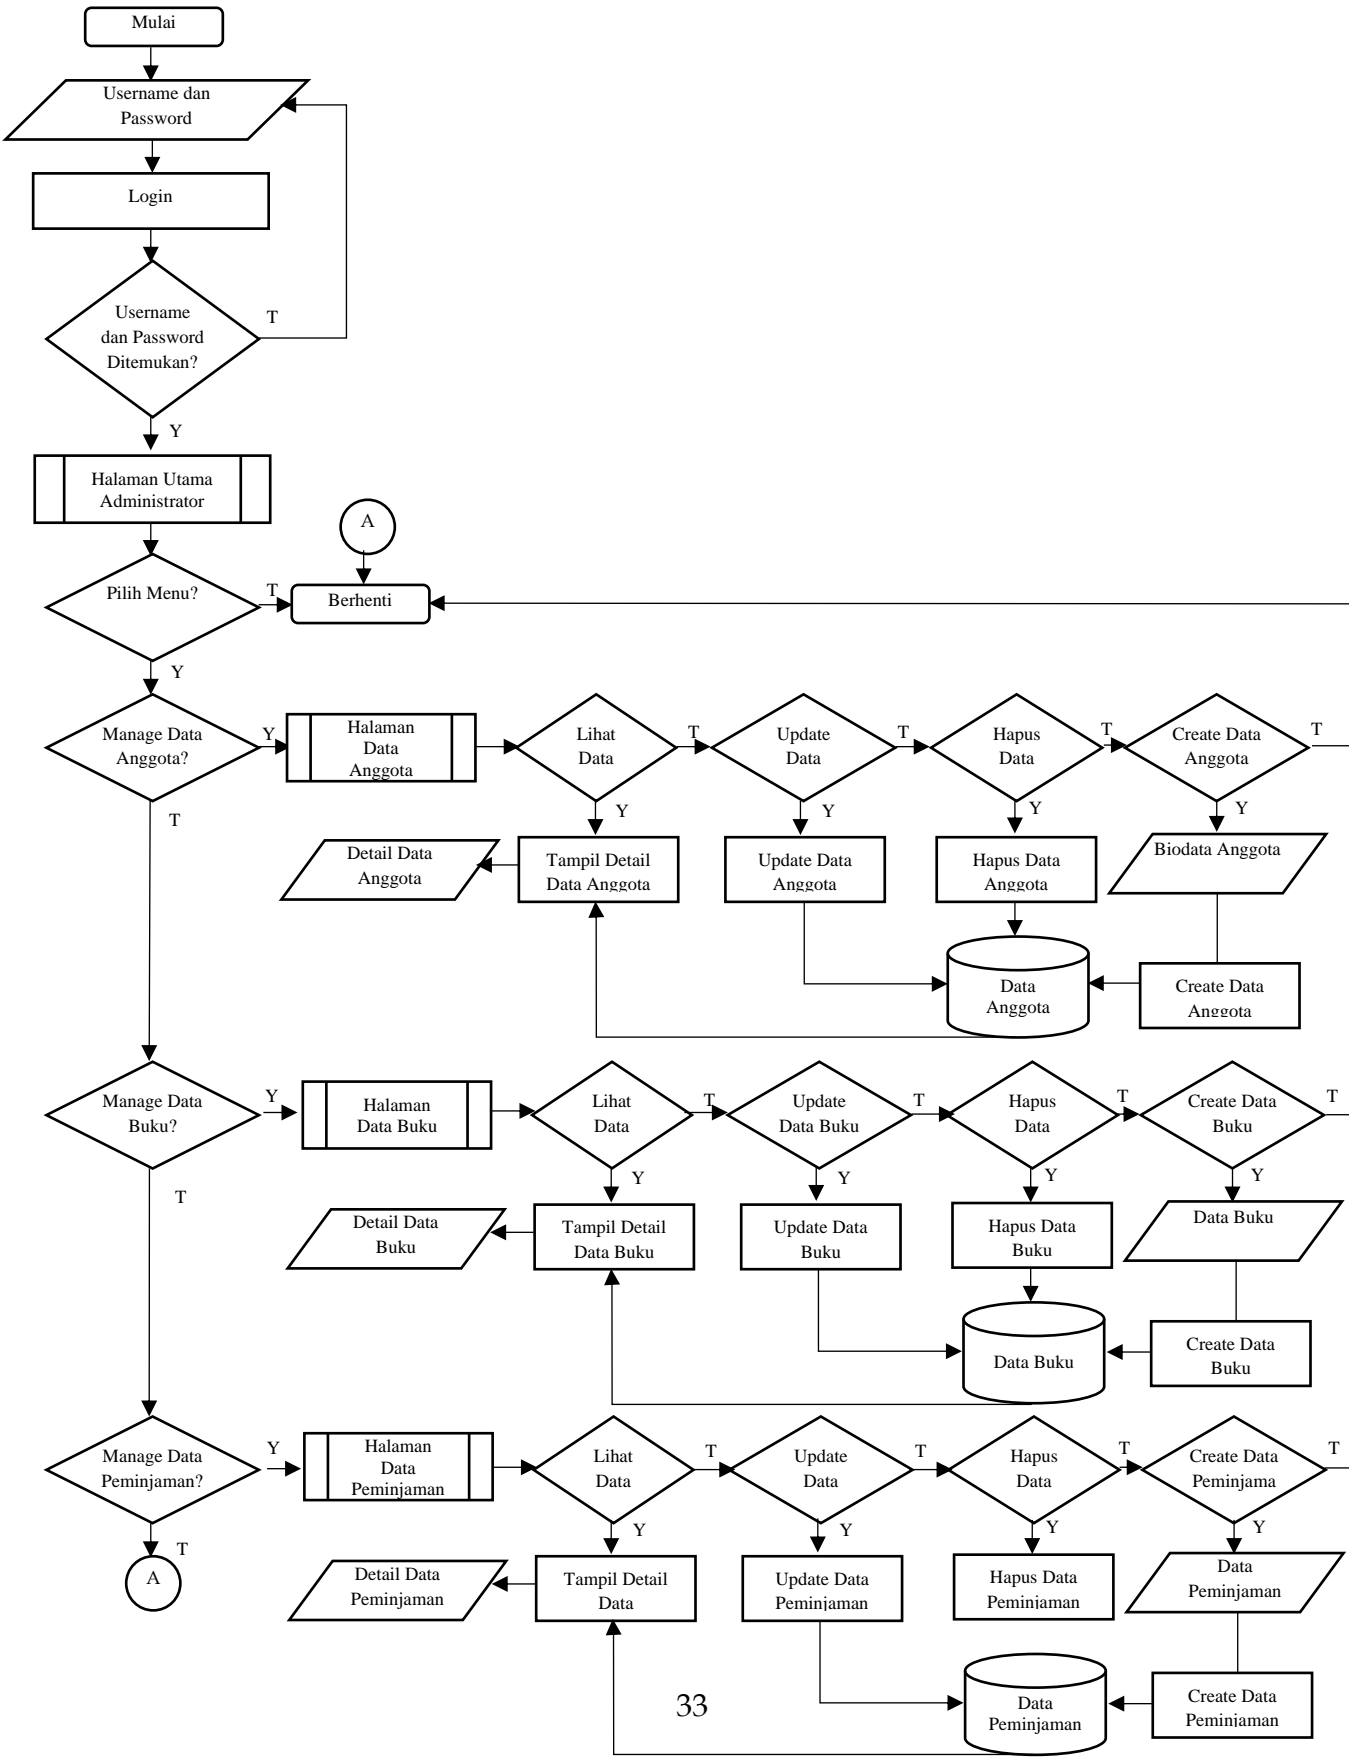 Mulai
Username dan
Password
Login
Username
dan Password
Ditemukan?
T
Y
Halaman Utama
Administrator
A
Pilih Menu?
T
Berhenti
Y
Manage Data
Anggota?
Y
Halaman
Data
Anggota
Lihat
Data
T
Update
Data
T
Hapus
Data
T
Create Data
Anggota
T
T
Y
Y
Y
Y
Detail Data
Anggota
Tampil Detail
Data Anggota
Update Data
Anggota
Hapus Data
Anggota
Biodata Anggota
Data
Anggota
Create Data
Anggota
Manage Data
Buku?
Y
Halaman
Data Buku
Lihat
Data
T
Update
Data Buku
T
Hapus
Data
T
Create Data
Buku
T
T
Y
Y
Y
Y
Detail Data
Buku
Tampil Detail
Data Buku
Update Data
Buku
Hapus Data
Buku
Data Buku
Data Buku
Create Data
Buku
Manage Data
Peminjaman?
Y
Halaman
Data
Peminjaman
Lihat
Data
T
Update
Data
T
Hapus
Data
T
Create Data
Peminjama
T
T
Y
Y
Y
Y
A
Detail Data
Peminjaman
Tampil Detail
Data
Update Data
Peminjaman
Hapus Data
Peminjaman
Data
Peminjaman
Data
Peminjaman
Create Data
Peminjaman
33